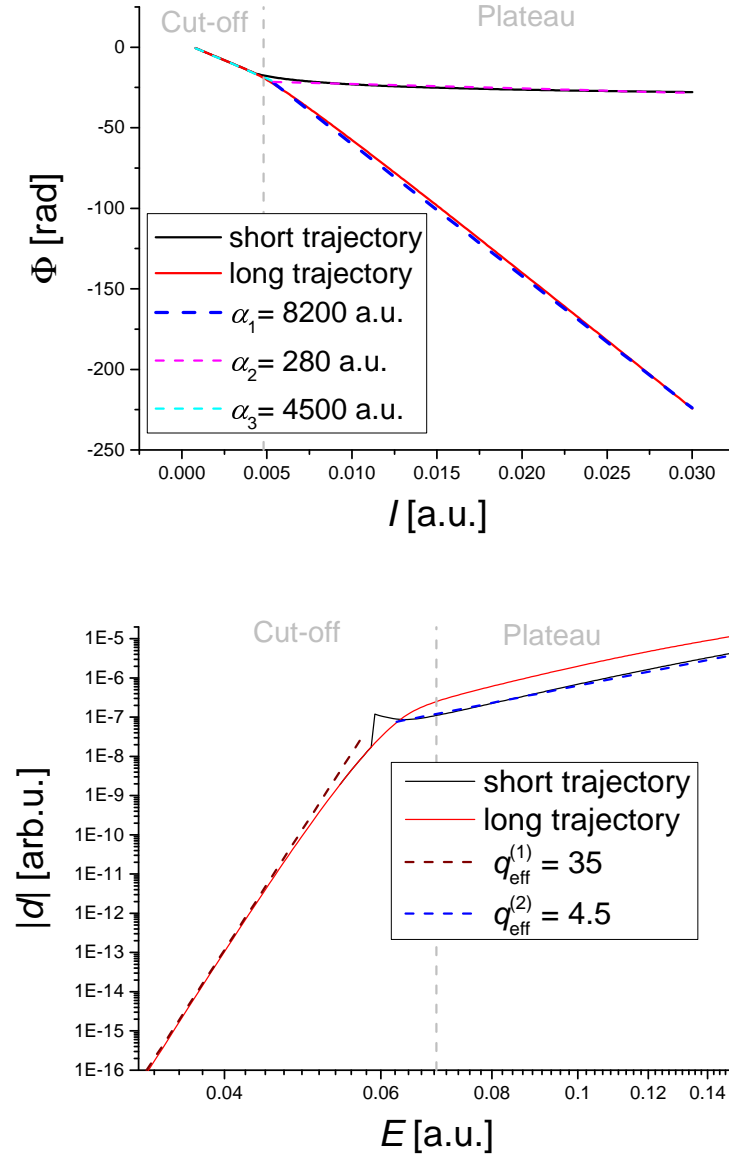 Cut-off Plateau
0
-50
-100
-150
-200
-250
Φ [rad]
short trajectory
long trajectory
α1= 8200 a.u.
α2= 280 a.u.
α3= 4500 a.u.
0.000 0.005 0.010 0.015 0.020 0.025 0.030
I [a.u.]
Cut-off Plateau
1E-5
1E-6
1E-7
1E-8
1E-9
1E-10
1E-11
1E-12
1E-13
1E-14
1E-15
1E-16
|d| [arb.u.]
short trajectory
long trajectory
qeff(1) = 35
qeff(2) = 4.5
0.04 0.06 0.08 0.1 0.12 0.14
E [a.u.]